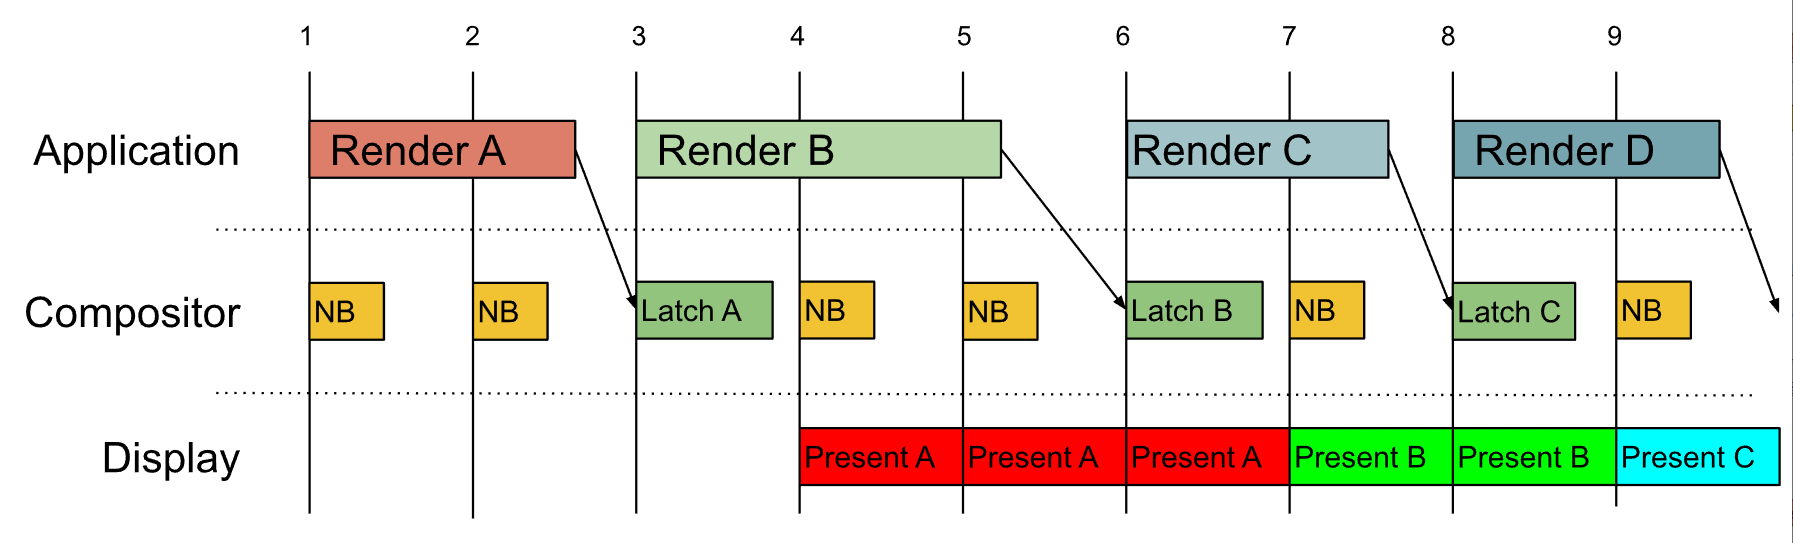 1 2 3 4 5 6 7 8 9
Application Render A Render B Render C Render D
Compositor NB NB Latch A NB NB Latch B NB Latch C NB
Display Present A Present A Present A Present B Present B Present C